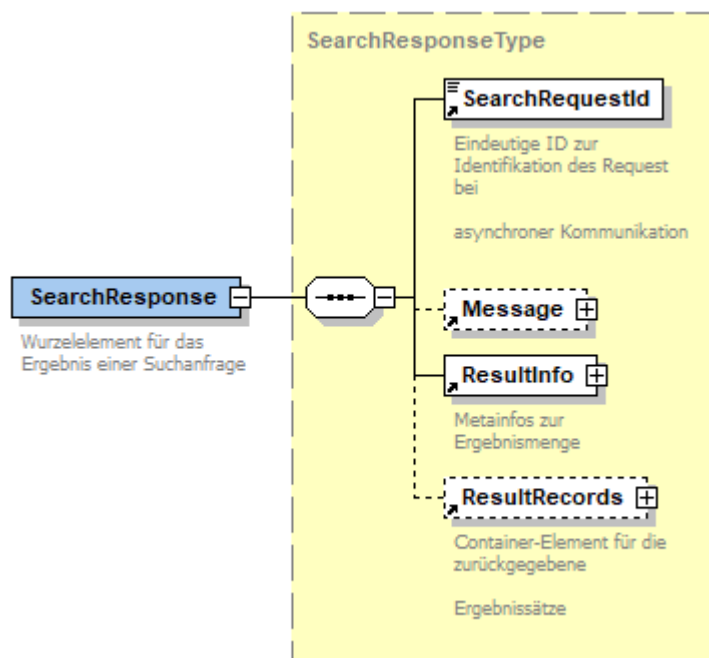 SearchResponseType
SearchRequestId
Eindeutige ID zur
Identifikation des Request
bei
asynchroner Kommunikation
SearchResponse
Wurzelelement für das
Ergebnis einer Suchanfrage
Message
ResultInfo
Metainfos zur
Ergebnismenge
ResultRecords
Container-Element für die
zurückgegebene
Ergebnissätze